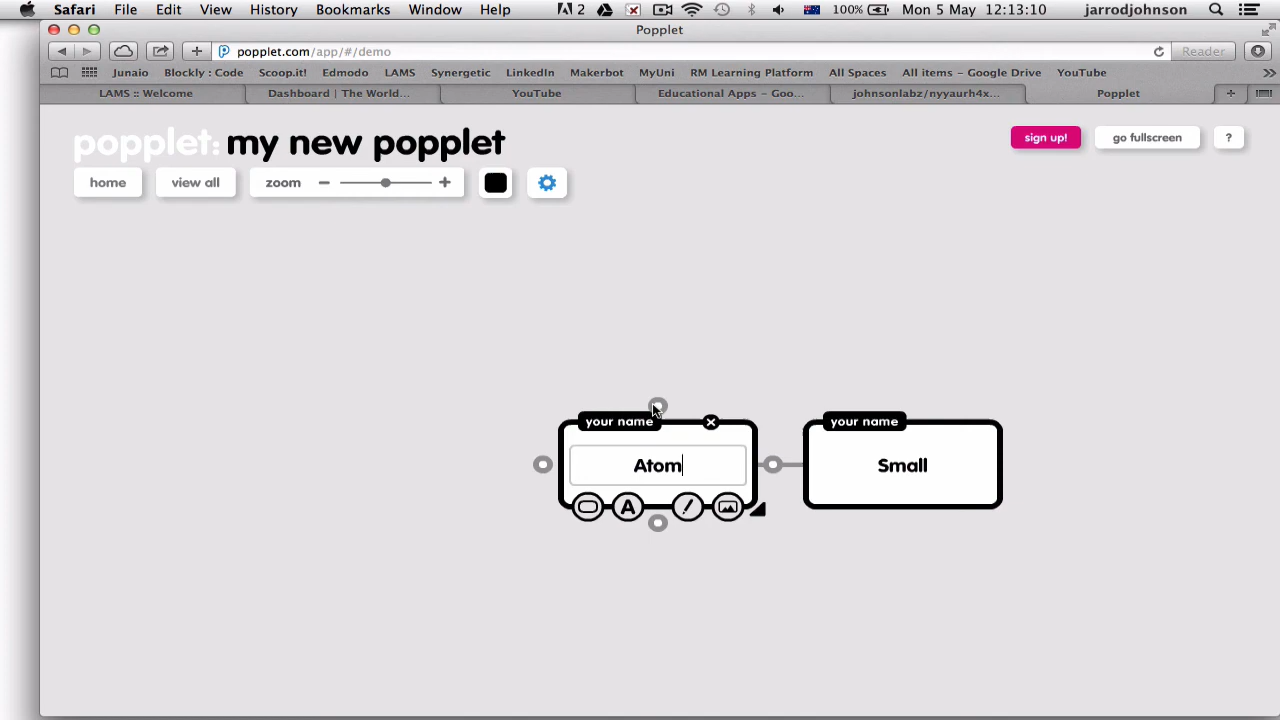 Safari File Edit View History Bookmarks Window Help 2 100% Mon 5 May 12:13:10 jarrodjohnson
Popplet
popplet.com/app/#/demo Reader
Junaio Blockly : Code Scoop.it! Edmodo LAMS Synergetic LinkedIn Makerbot MyUni RM Learning Platform All Spaces All items – Google Drive YouTube
LAMS :: Welcome Dashboard | The World... YouTube Educational Apps – Goo... johnsonlabz/nyyaurh4x... Popplet
popplet: my new popplet
sign up! go fullscreen ?
home view all zoom
your name your name
Atom Small
A